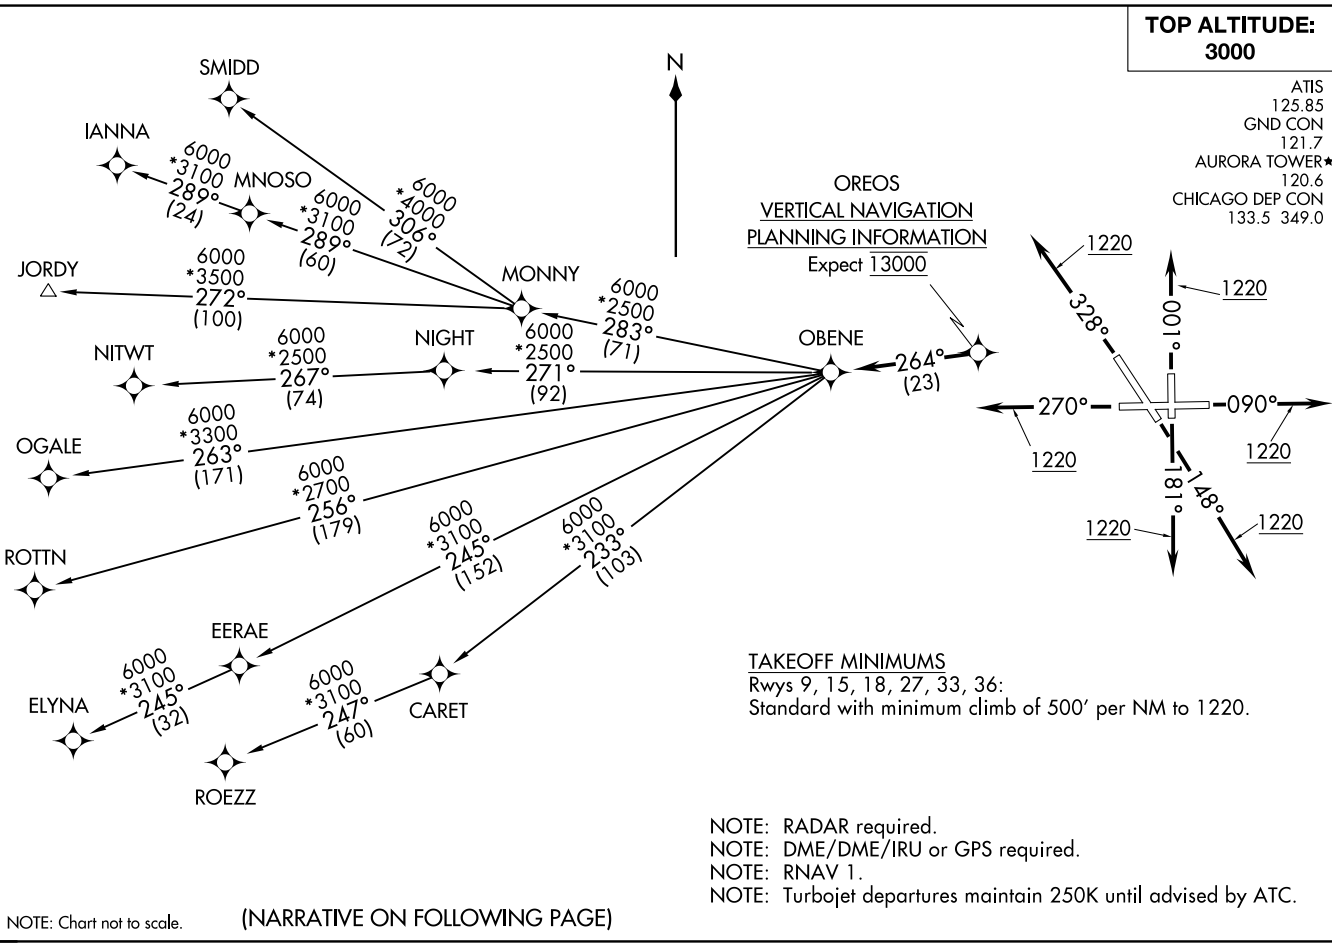 TOP ALTITUDE:
3000
ATIS
125.85
GND CON
121.7
AURORA TOWER★
120.6
CHICAGO DEP CON
133.5 349.0
N
SMIDD
IANNA
6000
*3100
289°
(24)
MNOSO
6000
*3100
289°
(60)
6000
*4000
306°
(72)
JORDY
6000
*3500
272°
(100)
MONNY
6000
*2500
283°
(71)
OREOS
VERTICAL NAVIGATION
PLANNING INFORMATION
Expect 13000
NITWT
6000
*2500
267°
(74)
NIGHT
6000
*2500
271°
(92)
OBENE
264°
(23)
1220
328°
1220
001°
270°
1220
090°
1220
181°
1220
148°
1220
OGALE
6000
*3300
263°
(171)
ROTTN
6000
*2700
256°
(179)
6000
*3100
245°
(152)
6000
*3100
233°
(103)
EERAE
6000
*3100
245°
(32)
ELYNA
CARET
6000
*3100
247°
(60)
ROEZZ
TAKEOFF MINIMUMS
Rwys 9, 15, 18, 27, 33, 36:
Standard with minimum climb of 500' per NM to 1220.
NOTE: RADAR required.
NOTE: DME/DME/IRU or GPS required.
NOTE: RNAV 1.
NOTE: Turbojet departures maintain 250K until advised by ATC.
NOTE: Chart not to scale.
(NARRATIVE ON FOLLOWING PAGE)